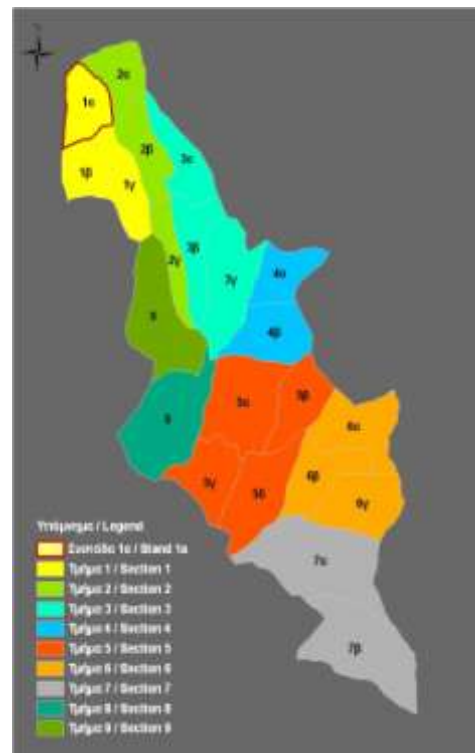 1α
2α
1β
1γ
2β
3α
2γ
3β
3γ
4α
4β
9
8
5α
5β
5γ
5δ
6α
6β
6γ
7α
7β
Υπόμνημα / Legend
Συστάδα 1α / Stand 1a
Τμήμα 1 / Section 1
Τμήμα 2 / Section 2
Τμήμα 3 / Section 3
Τμήμα 4 / Section 4
Τμήμα 5 / Section 5
Τμήμα 6 / Section 6
Τμήμα 7 / Section 7
Τμήμα 8 / Section 8
Τμήμα 9 / Section 9